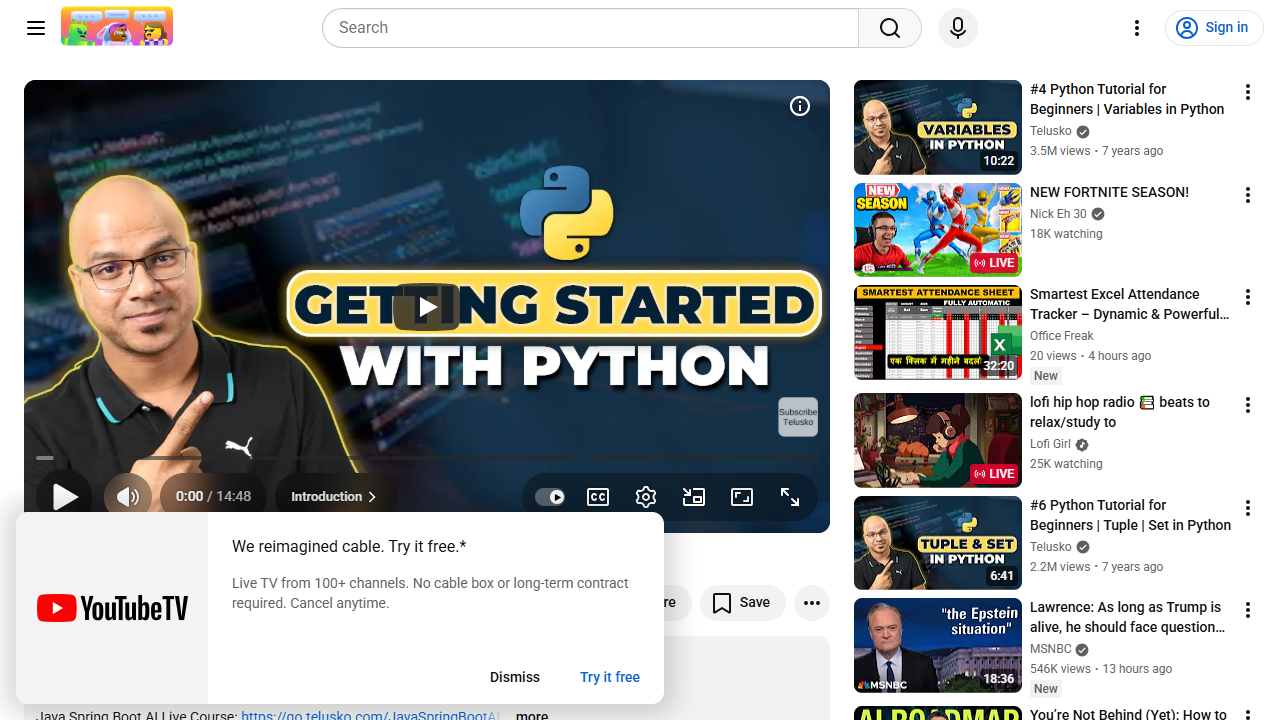 Search
Sign in
GETTING STARTED
WITH PYTHON
Subscribe
Telusko
0:00 / 14:48
Introduction
We reimagined cable. Try it free.*
Live TV from 100+ channels. No cable box or long-term contract
required. Cancel anytime.
YouTubeTV
Dismiss
Try it free
re
Save
Java Spring Boot AI Live Course: https://go.telusko.com/JavaSpringBootAI
...more
VARIABLES
IN PYTHON
10:22
#4 Python Tutorial for
Beginners | Variables in Python
Telusko
3.5M views • 7 years ago
NEW
SEASON
LIVE
NEW FORTNITE SEASON!
Nick Eh 30
18K watching
SMARTEST ATTENDANCE SHEET
FULLY AUTOMATIC
एक क्लिक में महीने बदलो
32:20
Smartest Excel Attendance
Tracker – Dynamic & Powerful...
Office Freak
20 views • 4 hours ago
New
LIVE
lofi hip hop radio 📚 beats to
relax/study to
Lofi Girl
25K watching
TUPLE & SET
IN PYTHON
6:41
#6 Python Tutorial for
Beginners | Tuple | Set in Python
Telusko
2.2M views • 7 years ago
"the Epstein
situation"
MSNBC
18:36
Lawrence: As long as Trump is
alive, he should face question...
MSNBC
546K views • 13 hours ago
New
AI ROADMAP
You're Not Behind (Yet): How to